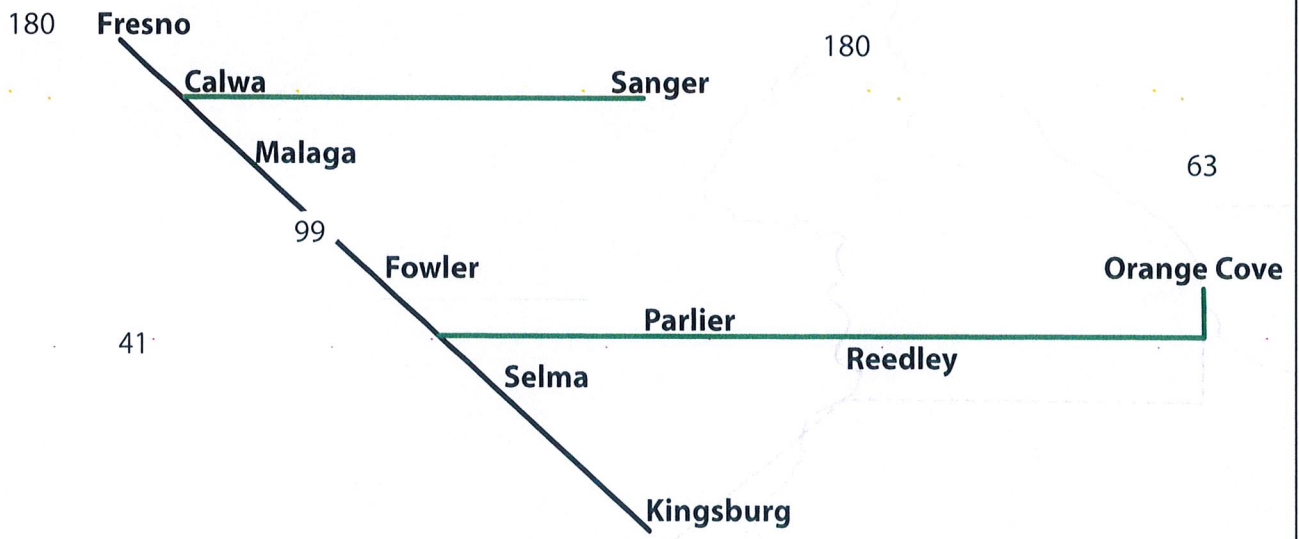 180 Fresno
180
Calwa
Sanger
Malaga
63
99
Fowler
Orange Cove
Parlier
41
Reedley
Selma
Kingsburg